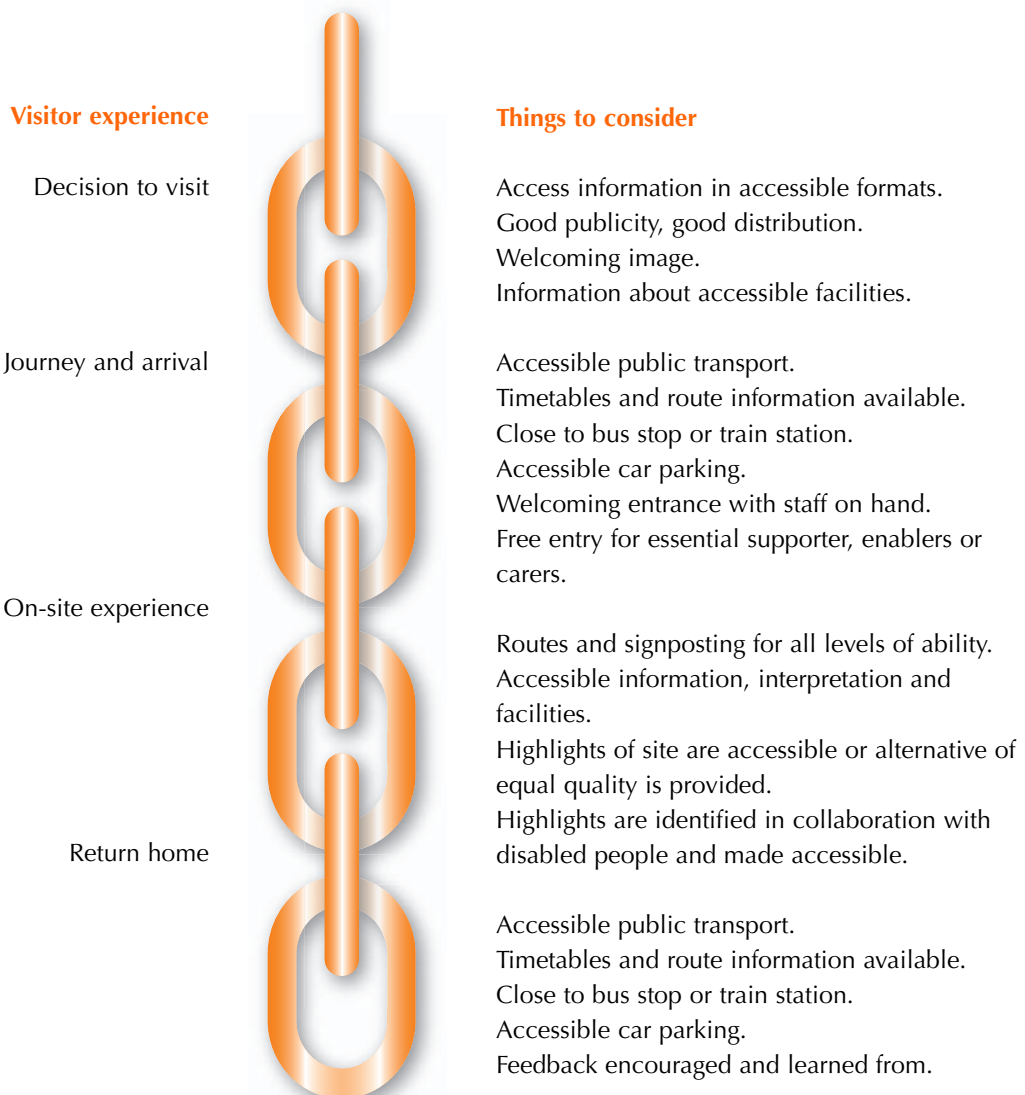 Visitor experience
Things to consider
Decision to visit
Access information in accessible formats.
Good publicity, good distribution.
Welcoming image.
Information about accessible facilities.
Journey and arrival
Accessible public transport.
Timetables and route information available.
Close to bus stop or train station.
Accessible car parking.
Welcoming entrance with staff on hand.
Free entry for essential supporter, enablers or
carers.
On-site experience
Routes and signposting for all levels of ability.
Accessible information, interpretation and
facilities.
Highlights of site are accessible or alternative of
equal quality is provided.
Highlights are identified in collaboration with
disabled people and made accessible.
Return home
Accessible public transport.
Timetables and route information available.
Close to bus stop or train station.
Accessible car parking.
Feedback encouraged and learned from.